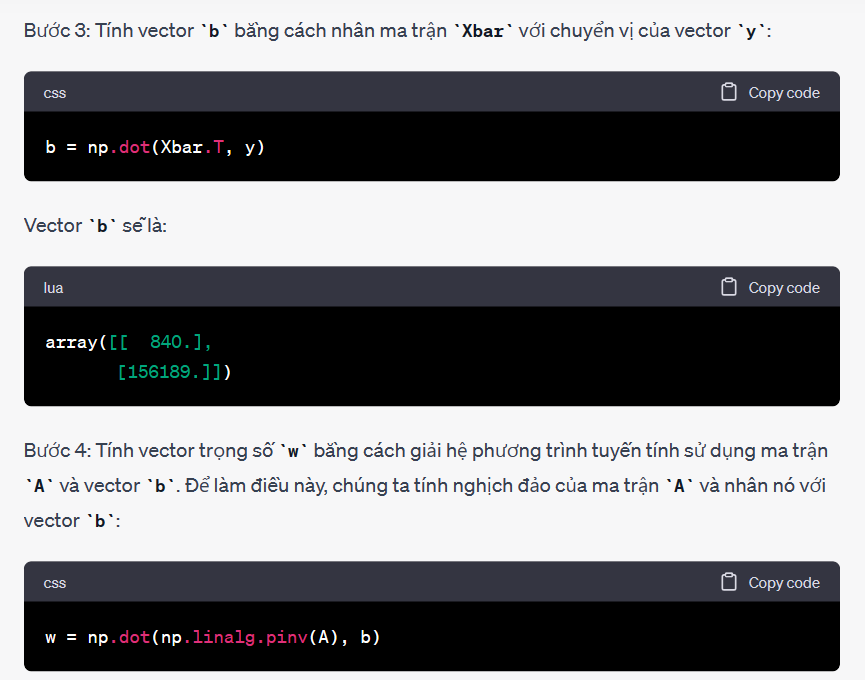 Bước 3: Tính vector `b` bằng cách nhân ma trận `Xbar` với chuyển vị của vector `y`:
css
Copy code
b = np.dot(Xbar.T, y)
Vector `b` sẽ là:
lua
Copy code
array([[  840.],
       [156189.]])
Bước 4: Tính vector trọng số `w` bằng cách giải hệ phương trình tuyến tính sử dụng ma trận
`A` và vector `b`. Để làm điều này, chúng ta tính nghịch đảo của ma trận `A` và nhân nó với
vector `b`:
css
Copy code
w = np.dot(np.linalg.pinv(A), b)